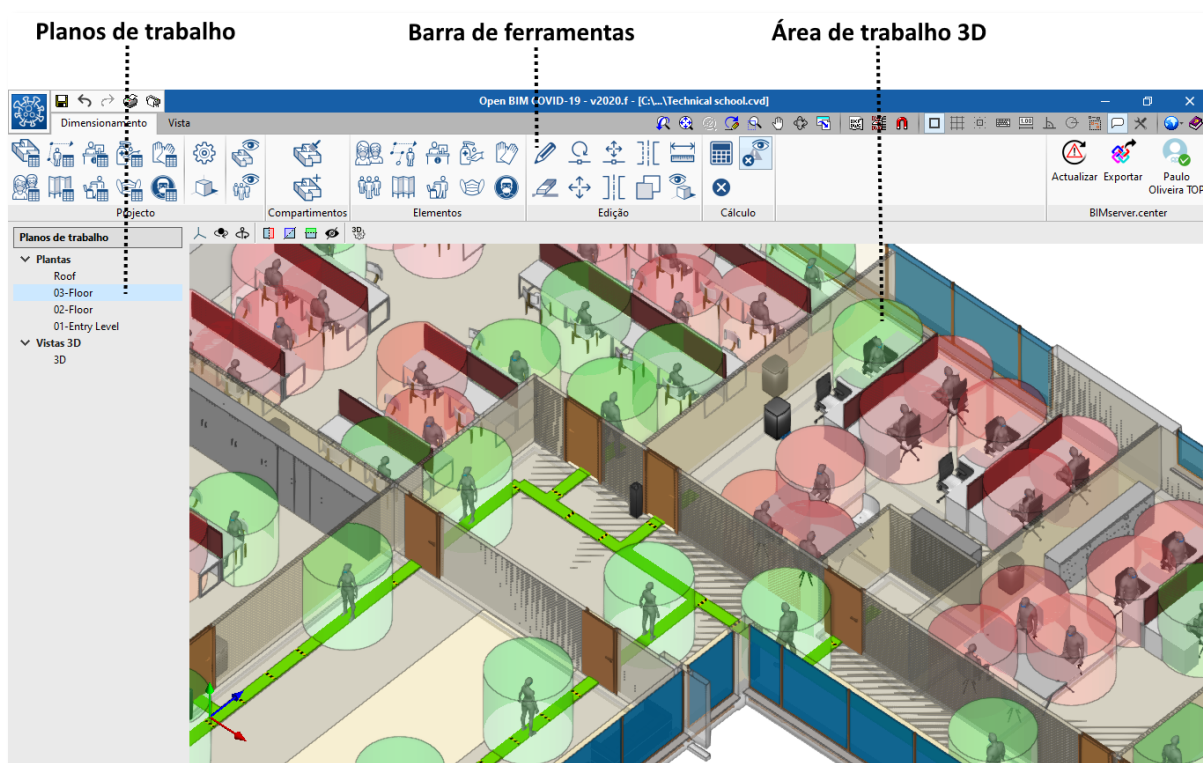 Planos de trabalho
Barra de ferramentas
Área de trabalho 3D
Open BIM COVID-19 - v2020.f - [C:\...\Technical school.cvd]
Dimensionamento
Vista
Actualizar
Exportar
Paulo
Oliveira TOP
Projecto
Compartimentos
Elementos
Edição
Cálculo
BIMserver.center
Planos de trabalho
Plantas
Roof
03-Floor
02-Floor
01-Entry Level
Vistas 3D
3D
3D